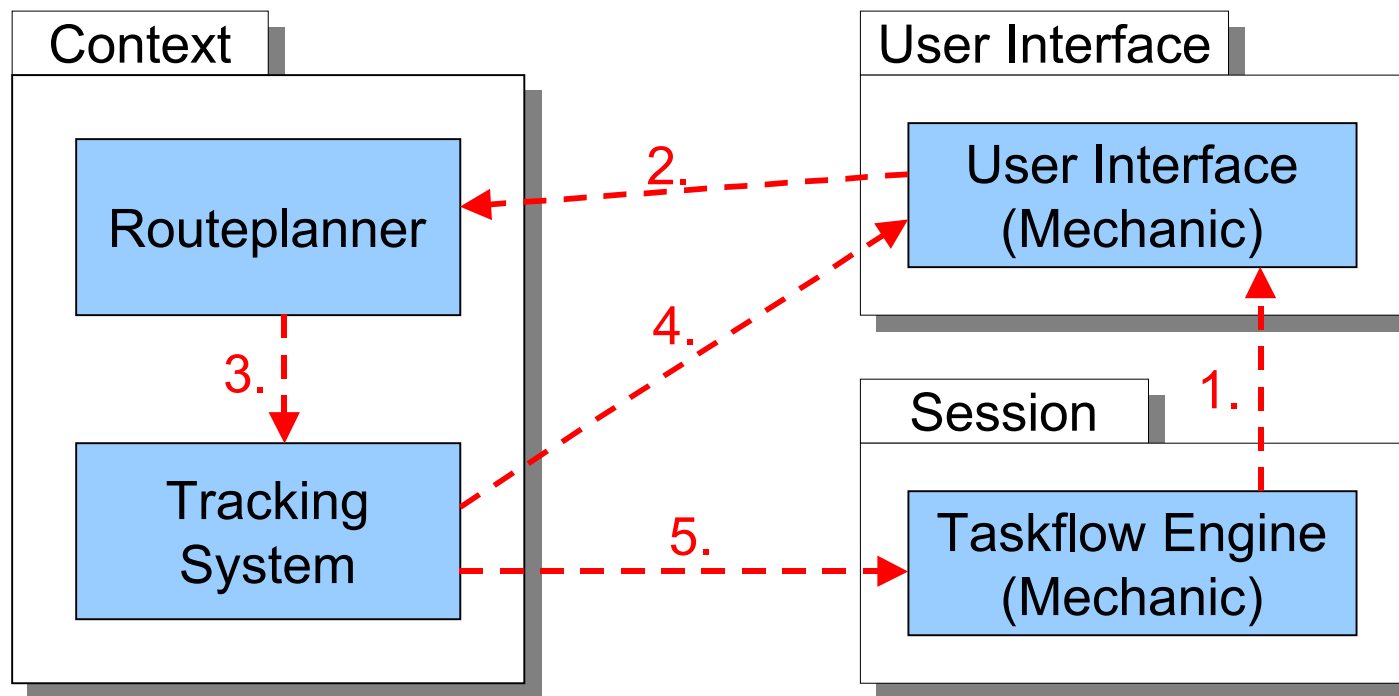 Context
User Interface
Routeplanner
2.
User Interface
(Mechanic)
3.
4.
Session
1.
Tracking
System
5.
Taskflow Engine
(Mechanic)